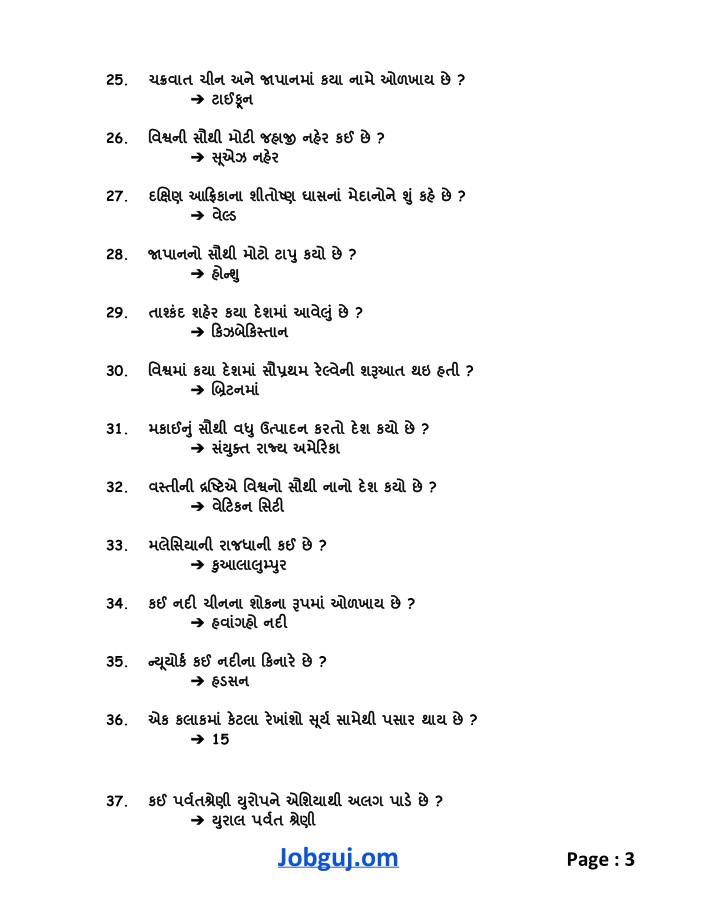 25. ચક્રવાત ચીન અને જાપાનમાં કયા નામે ઓળખાય છે ?
➔ ટાઈફૂન
26. વિશ્વની સૌથી મોટી જહાજી નહેર કઈ છે ?
➔ સૂએઝ નહેર
27. દક્ષિણ આફ્રિકાના શીતોષ્ણ ઘાસનાં મેદાનોને શું કહે છે ?
➔ વેલ્ડ
28. જાપાનનો સૌથી મોટો ટાપુ કયો છે ?
➔ હોન્શુ
29. તાશ્કંદ શહેર કયા દેશમાં આવેલું છે ?
➔ કિઝબેકિસ્તાન
30. વિશ્વમાં કયા દેશમાં સૌપ્રથમ રેલ્વેની શરૂઆત થઇ હતી ?
➔ બ્રિટનમાં
31. મકાઈનું સૌથી વધુ ઉત્પાદન કરતો દેશ કયો છે ?
➔ સંયુક્ત રાજ્ય અમેરિકા
32. વસ્તીની દ્રષ્ટિએ વિશ્વનો સૌથી નાનો દેશ કયો છે ?
➔ વેટિકન સિટી
33. મલેસિયાની રાજધાની કઈ છે ?
➔ કુઆલાલુમ્પુર
34. કઈ નદી ચીનના શોકના રૂપમાં ઓળખાય છે ?
➔ હવાંગહો નદી
35. ન્યૂયોર્ક કઈ નદીના કિનારે છે ?
➔ હડસન
36. એક કલાકમાં કેટલા રેખાંશો સૂર્ય સામેથી પસાર થાય છે ?
➔ 15
37. કઈ પર્વતશ્રેણી યુરોપને એશિયાથી અલગ પાડે છે ?
➔ યુરાલ પર્વત શ્રેણી
Jobguj.om Page : 3